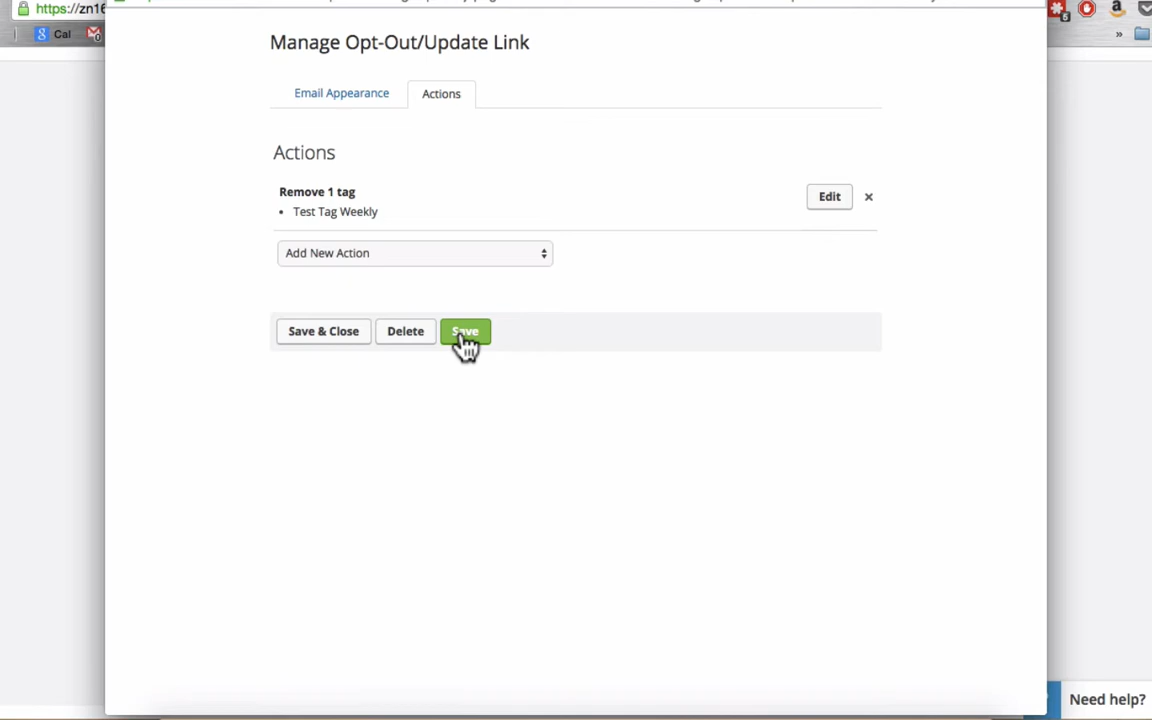 https://zn16
6
Cal
»
Manage Opt-Out/Update Link
Email Appearance
Actions
Actions
Remove 1 tag
Edit
×
• Test Tag Weekly
Add New Action
Save & Close
Delete
Save
Need help?